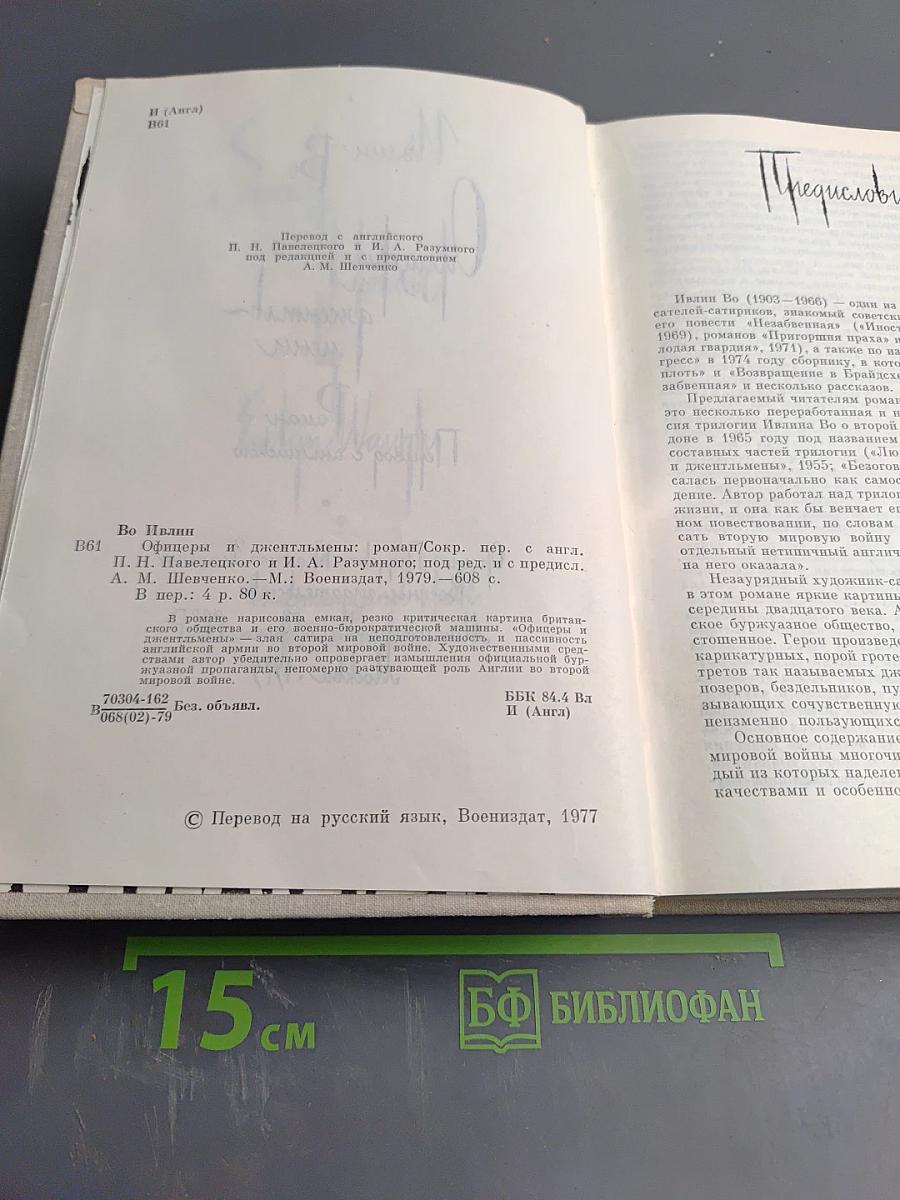 И (Англ)
В61
Перевод с английского
П. Н. Павелецкого и И. А. Разумного
под редакцией и с предисловием
А. М. Шевченко
Во Ивлин
В61 Офицеры и джентльмены: роман/Сокр. пер. с англ.
П. Н. Павелецкого и И. А. Разумного; под ред. и с предисл.
А. М. Шевченко.—М.: Воениздат, 1979.—608 с.
В пер.: 4 р. 80 к.
В романе нарисована емкая, резко критическая картина британ-
ского общества и его военно-бюрократической машины. «Офицеры и
джентльмены» — злая сатира на неподготовленность и пассивность
английской армии во второй мировой войне. Художественными сред-
ствами автор убедительно опровергает измышления официальной бур-
жуазной пропаганды, непомерно раздувающей роль Англии во второй
мировой войне.
В 70304-162
068(02)-79 Без. объявл.
ББК 84.4 Вл
И (Англ)
© Перевод на русский язык, Воениздат, 1977
Предислови
Ивлин Во (1903—1966) — один из
сателей-сатириков, знакомый советски
его повести «Незабвенная» («Иност
1969), романов «Пригоршня праха» и
лодая гвардия», 1971), а также по из
гресс» в 1974 году сборнику, в кото
плоть» и «Возвращение в Брайдсхе
забвенная» и несколько рассказов.
Предлагаемый читателям роман
это несколько переработанная и н
сия трилогии Ивлина Во о второй
доне в 1965 году под названием
составных частей трилогии («Лю
и джентльмены», 1955; «Безогов
салась первоначально как самос
дение. Автор работал над трилог
жизни, и она как бы венчает ег
ном повествовании, по словам
сать вторую мировую войну
отдельный нетипичный англич
на него оказала».
Незаурядный художник-са
в этом романе яркие картины
середины двадцатого века. А
ское буржуазное общество,
стошенное. Герои произведе
карикатурных, порой гроте
третов так называемых дж
позеров, бездельников, пу
зывающих сочувственную
неизменно пользующихс
Основное содержание
мировой войны многочи
дый из которых наделен
качествами и особенно
15 см
БФ БИБЛИОФАН